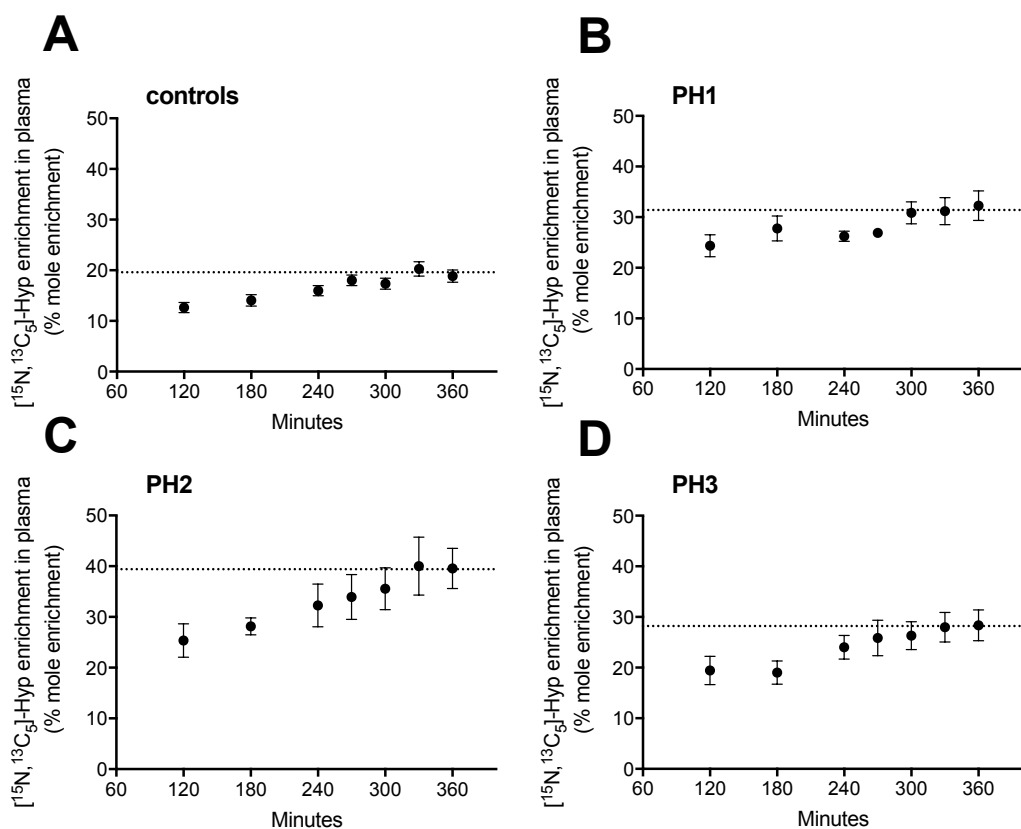 A
controls
[¹⁵N,¹³C₅]-Hyp enrichment in plasma
(% mole enrichment)
50
40
30
20
10
0
60 120 180 240 300 360
Minutes
B
PH1
[¹⁵N,¹³C₅]-Hyp enrichment in plasma
(% mole enrichment)
50
40
30
20
10
0
60 120 180 240 300 360
Minutes
C
PH2
[¹⁵N,¹³C₅]-Hyp enrichment in plasma
(% mole enrichment)
50
40
30
20
10
0
60 120 180 240 300 360
Minutes
D
PH3
[¹⁵N,¹³C₅]-Hyp enrichment in plasma
(% mole enrichment)
50
40
30
20
10
0
60 120 180 240 300 360
Minutes